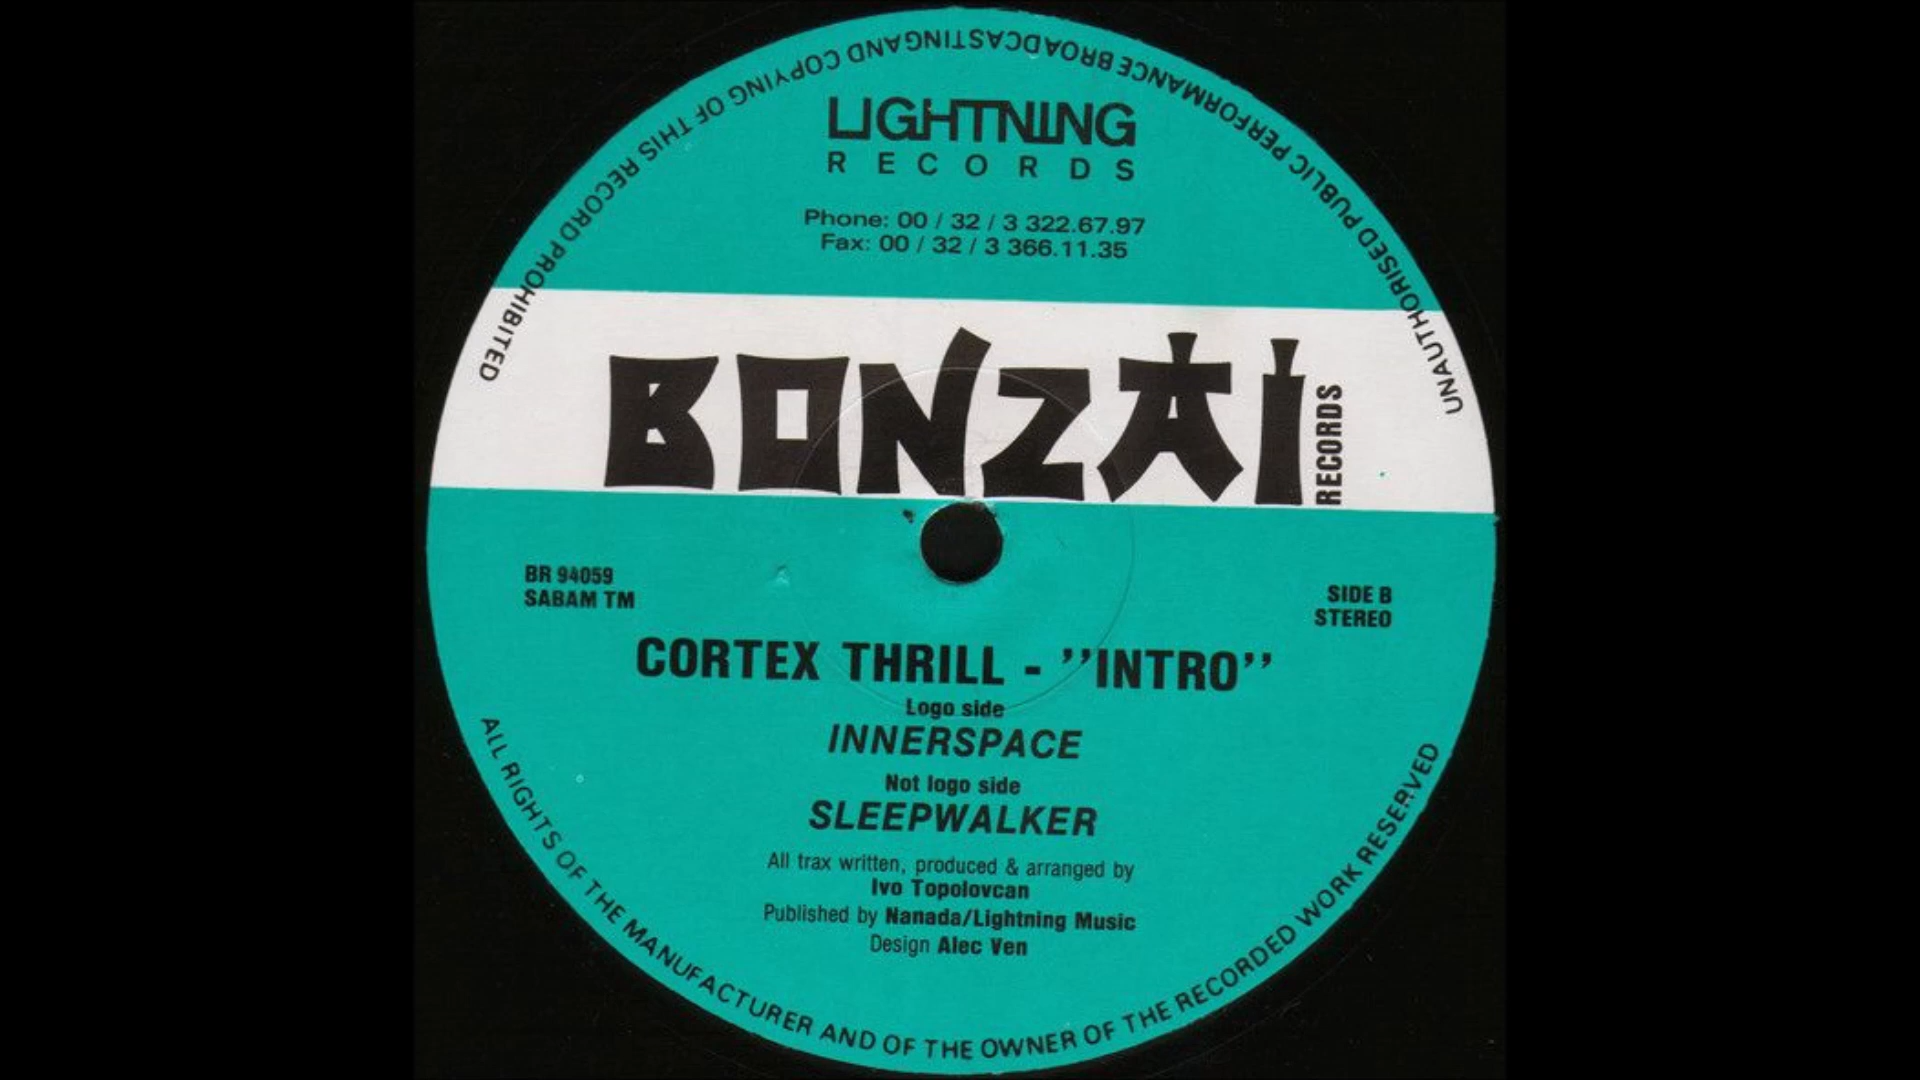 LIGHTNING
RECORDS
Phone: 00 / 32 / 3 322.67.97
Fax: 00 / 32 / 3 366.11.35
BONZAI
RECORDS
BR 94059
SABAM TM
SIDE B
STEREO
CORTEX THRILL - ''INTRO''
Logo side
INNERSPACE
Not logo side
SLEEPWALKER
All trax written, produced & arranged by
Ivo Topolovcan
Published by Nanada/Lightning Music
Design Alec Ven
ALL RIGHTS OF THE MANUFACTURER AND OF THE OWNER OF THE RECORDED WORK RESERVED
UNAUTHORISED PUBLIC PERFORMANCE BROADCASTING AND COPYING OF THIS RECORD PROHIBITED